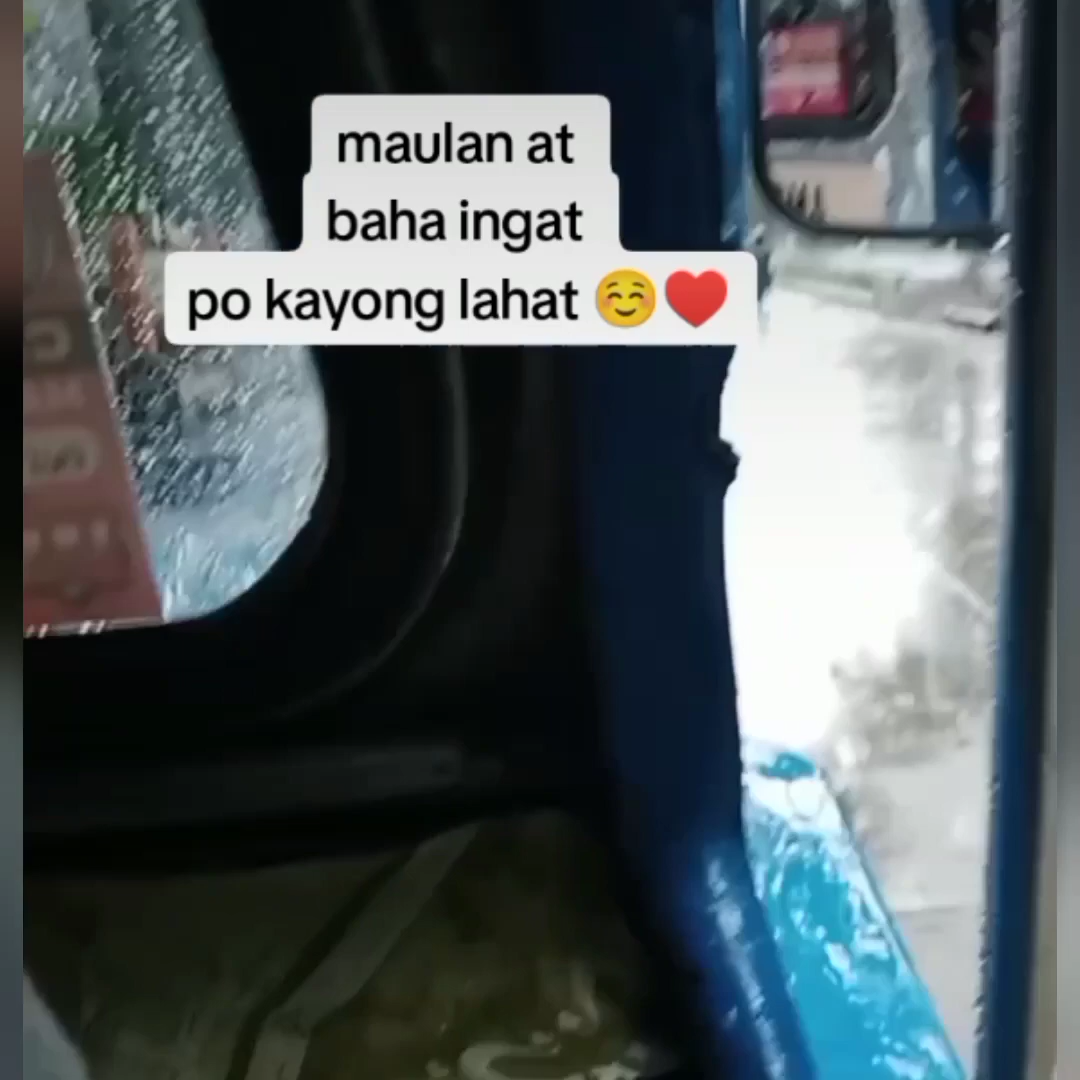 maulan at
baha ingat
po kayong lahat ☺️❤️